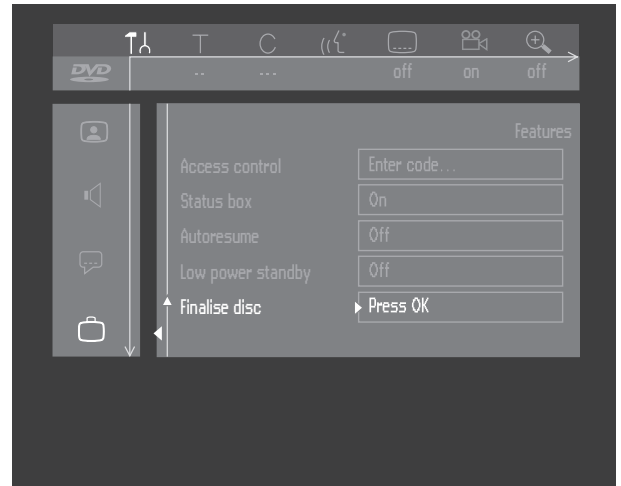 T C
DVD -- --- off on off
Features
Access control Enter code...
Status box On
Autoresume Off
Low power standby Off
Finalise disc Press OK